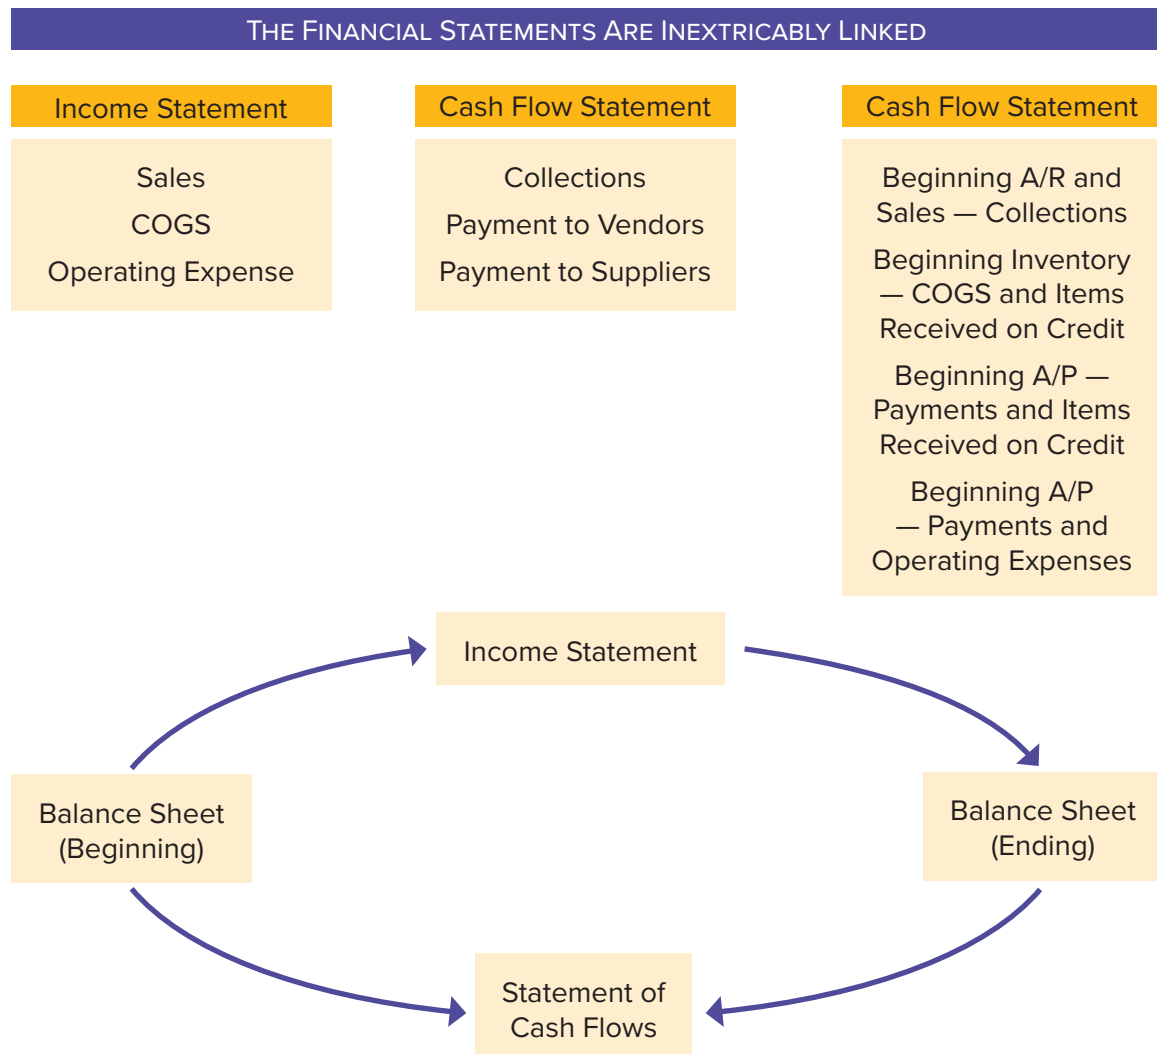 THE FINANCIAL STATEMENTS ARE INEXTRICABLY LINKED
Income Statement
Sales
COGS
Operating Expense
Cash Flow Statement
Collections
Payment to Vendors
Payment to Suppliers
Cash Flow Statement
Beginning A/R and
Sales — Collections
Beginning Inventory
— COGS and Items
Received on Credit
Beginning A/P —
Payments and Items
Received on Credit
Beginning A/P
— Payments and
Operating Expenses
Income Statement
Balance Sheet
(Beginning)
Balance Sheet
(Ending)
Statement of
Cash Flows